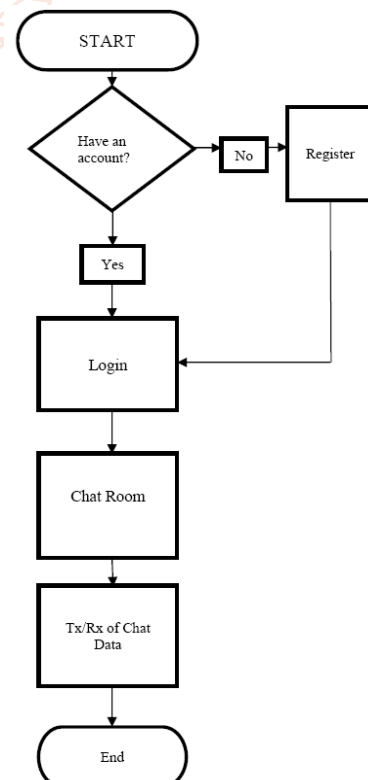 START
Have an
account?
No
Register
Yes
Login
Chat Room
Tx/Rx of Chat
Data
End